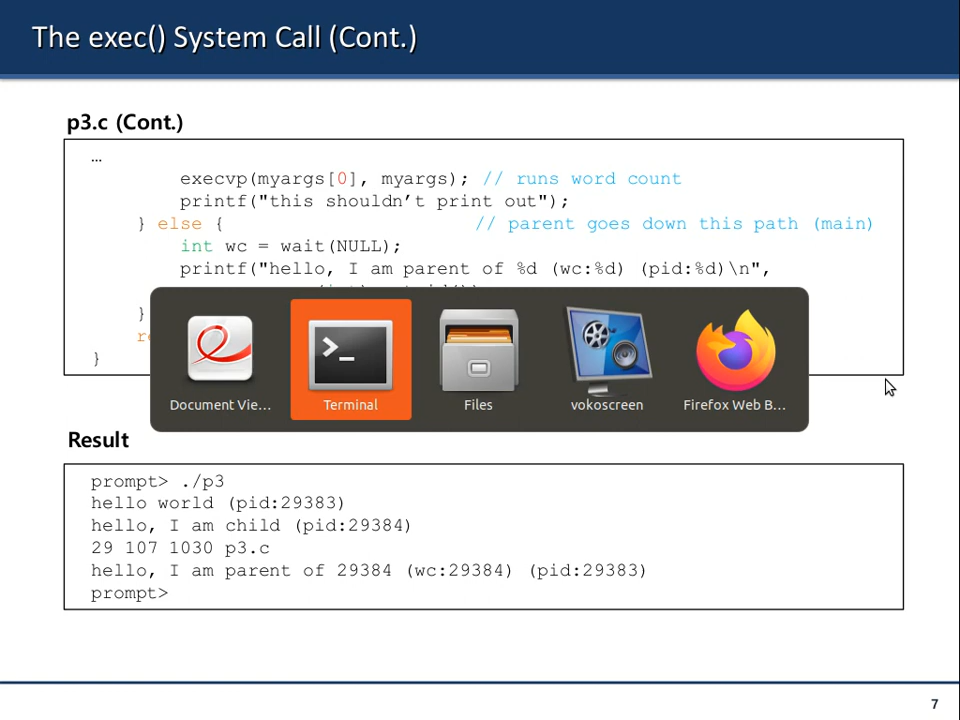 The exec() System Call (Cont.)
p3.c (Cont.)
…
execvp(myargs[0], myargs); // runs word count
printf("this shouldn’t print out");
} else { // parent goes down this path (main)
int wc = wait(NULL);
printf("hello, I am parent of %d (wc:%d) (pid:%d)\n",
}
}
Document Vie...
Terminal
Files
vokoscreen
Firefox Web B...
Result
prompt> ./p3
hello world (pid:29383)
hello, I am child (pid:29384)
29 107 1030 p3.c
hello, I am parent of 29384 (wc:29384) (pid:29383)
prompt>
7